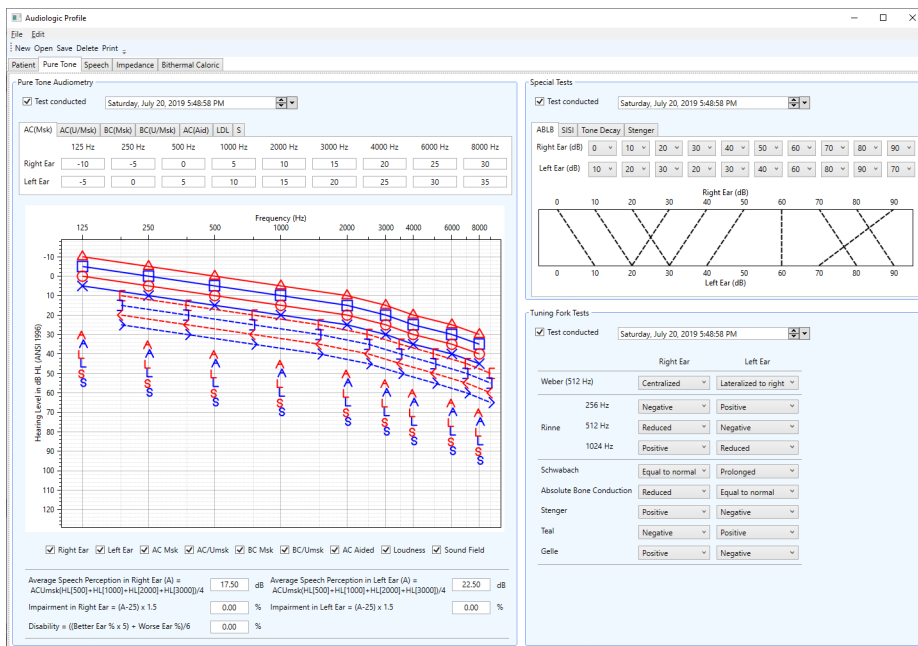 Audiologic Profile
File Edit
New Open Save Delete Print
Patient Pure Tone Speech Impedance Bithermal Caloric
Pure Tone Audiometry
Test conducted Saturday, July 20, 2019 5:48:58 PM
AC(Msk) AC(U/Msk) BC(Msk) BC(U/Msk) AC(Aid) LDL S
125 Hz 250 Hz 500 Hz 1000 Hz 2000 Hz 3000 Hz 4000 Hz 6000 Hz 8000 Hz
Right Ear -10 -5 0 5 10 15 20 25 30
Left Ear -5 0 5 10 15 20 25 30 35
Frequency (Hz)
125 250 500 1000 2000 3000 4000 6000 8000
Hearing Level in dB HL (ANSI 1996)
-10
0
10
20
30
40
50
60
70
80
90
100
110
120
Right Ear Left Ear AC Msk AC/Umsk BC Msk BC/Umsk AC Aided Loudness Sound Field
Average Speech Perception in Right Ear (A) =
ACUmsk(HL[500]+HL[1000]+HL[2000]+HL[3000])/4 17.50 dB
Average Speech Perception in Left Ear (A) =
ACUmsk(HL[500]+HL[1000]+HL[2000]+HL[3000])/4 22.50 dB
Impairment in Right Ear = (A-25) x 1.5 0.00 %
Impairment in Left Ear = (A-25) x 1.5 0.00 %
Disability = ((Better Ear % x 5) + Worse Ear %)/6 0.00 %
Special Tests
Test conducted Saturday, July 20, 2019 5:48:58 PM
ABLB SISI Tone Decay Stenger
Right Ear (dB) 0 10 20 30 40 50 60 70 80 90
Left Ear (dB) 10 20 30 20 30 40 60 80 90 70
Right Ear (dB)
0 10 20 30 40 50 60 70 80 90
0 10 20 30 40 50 60 70 80 90
Left Ear (dB)
Tuning Fork Tests
Test conducted Saturday, July 20, 2019 5:48:58 PM
Right Ear Left Ear
Weber (512 Hz) Centralized Lateralized to right
Rinne
256 Hz Negative Positive
512 Hz Reduced Negative
1024 Hz Positive Reduced
Schwabach Equal to normal Prolonged
Absolute Bone Conduction Reduced Equal to normal
Stenger Positive Negative
Teal Negative Positive
Gelle Positive Negative